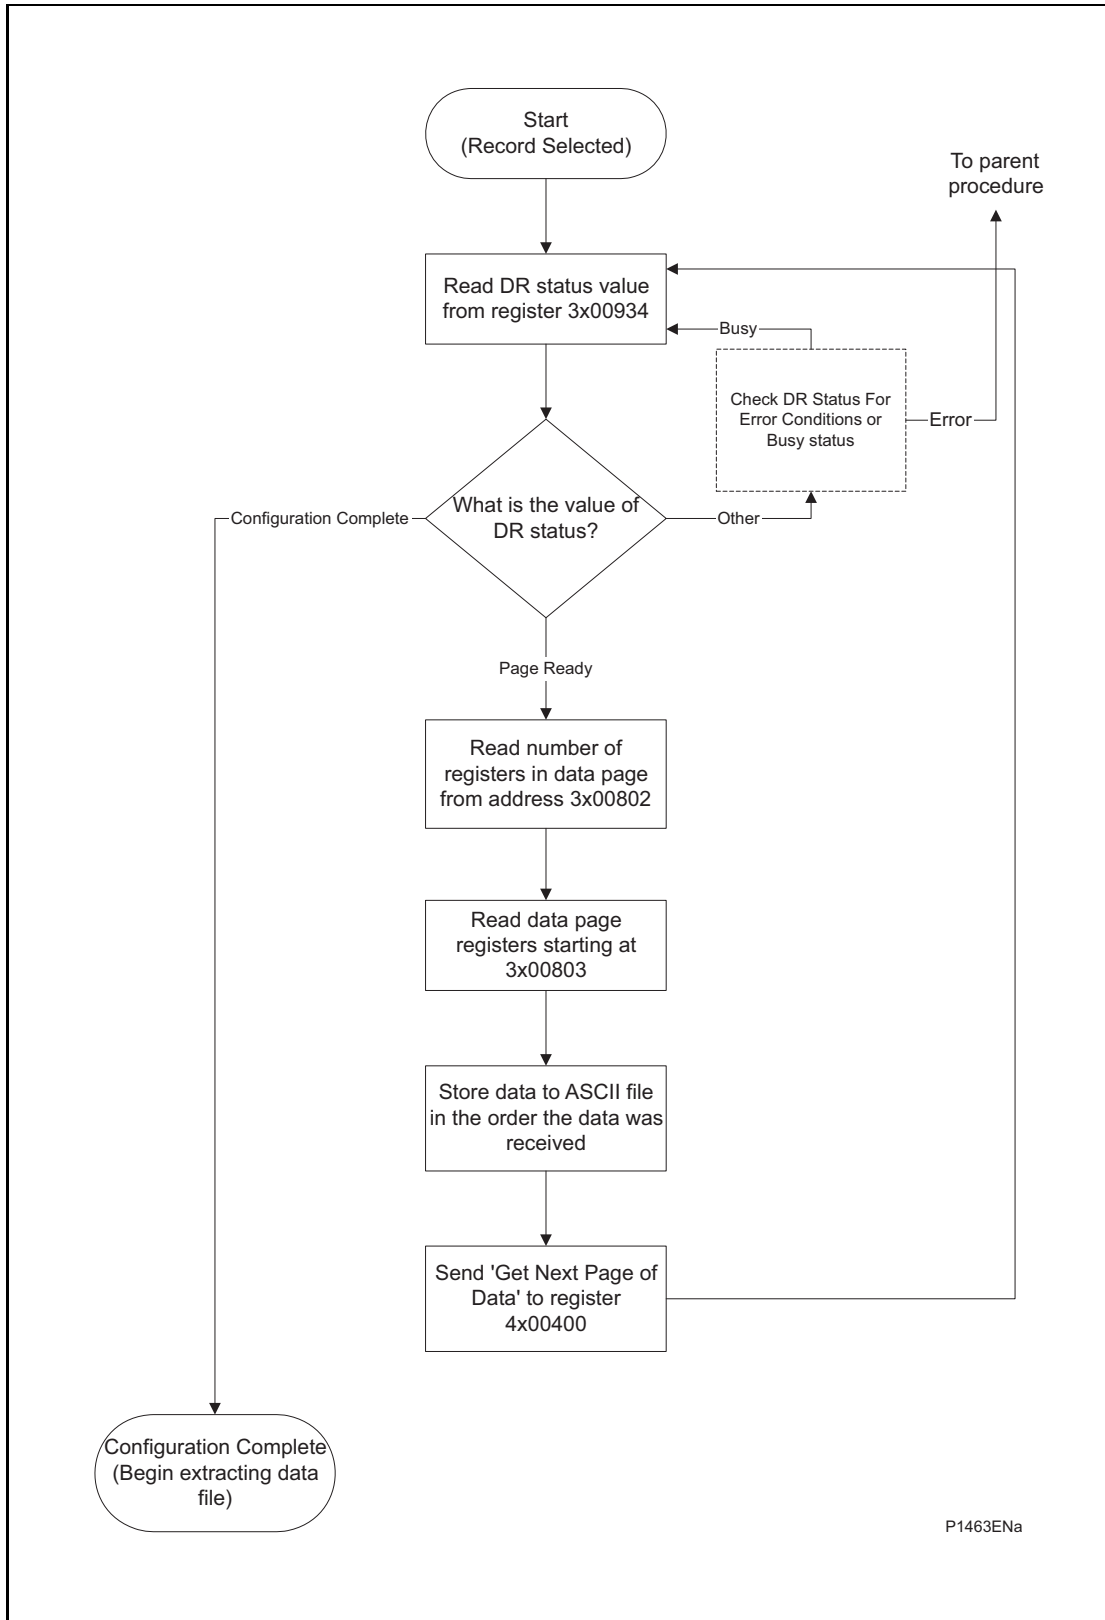 Start
(Record Selected)
To parent
procedure
Read DR status value
from register 3x00934
Busy
Check DR Status For
Error Conditions or
Busy status
Error
What is the value of
DR status?
Configuration Complete
Other
Page Ready
Read number of
registers in data page
from address 3x00802
Read data page
registers starting at
3x00803
Store data to ASCII file
in the order the data was
received
Send 'Get Next Page of
Data' to register
4x00400
Configuration Complete
(Begin extracting data
file)
P1463ENa